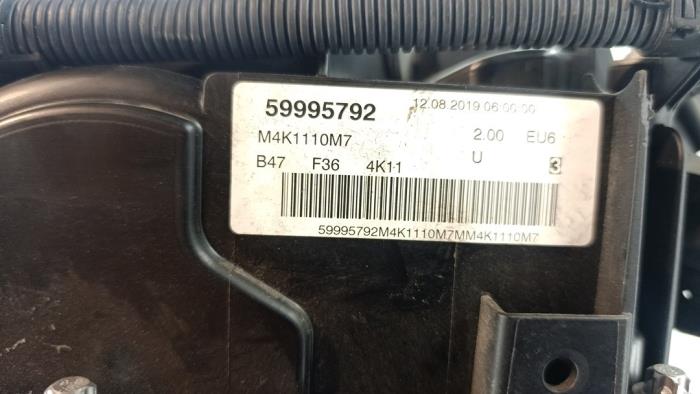 59995792 12.08.2019 06:00:00
M4K1110M7 2.00 EU6
B47 F36 4K11 U 3
59995792M4K1110M7MM4K1110M7